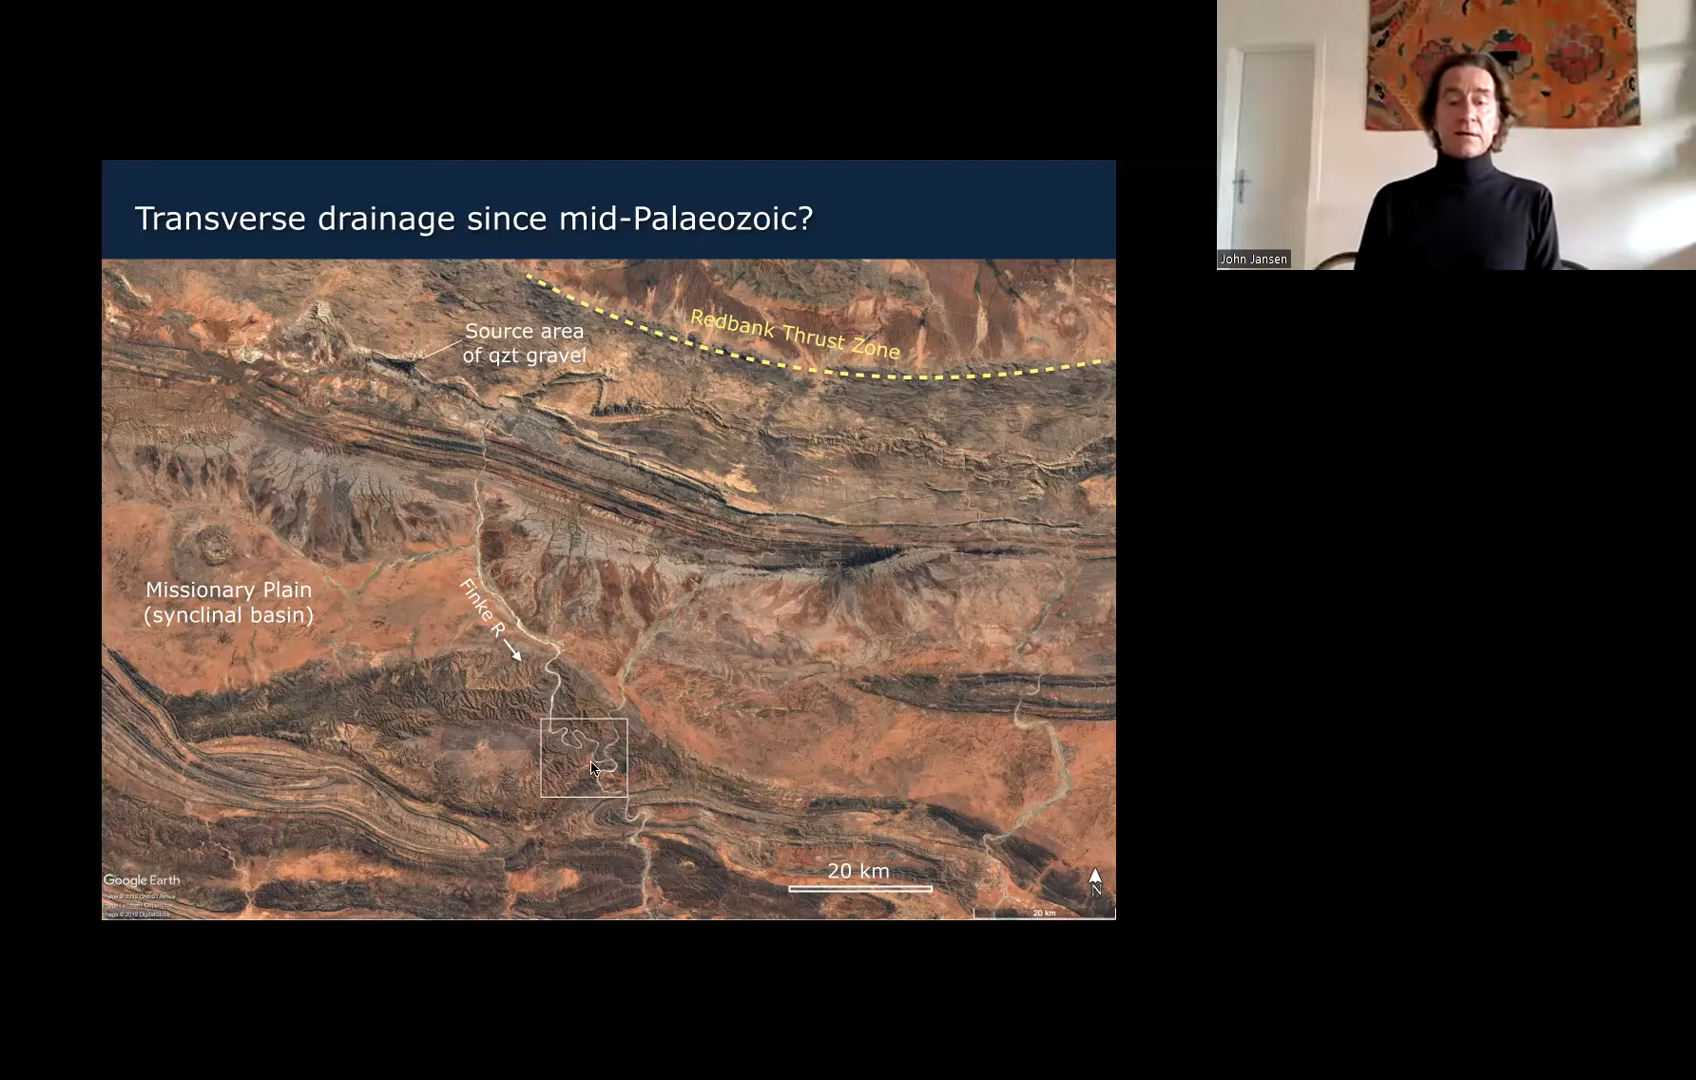 Transverse drainage since mid-Palaeozoic?
John Jansen
Redbank Thrust Zone
Source area
of qzt gravel
Missionary Plain
(synclinal basin)
Finke R
20 km
Google Earth
N
20 km